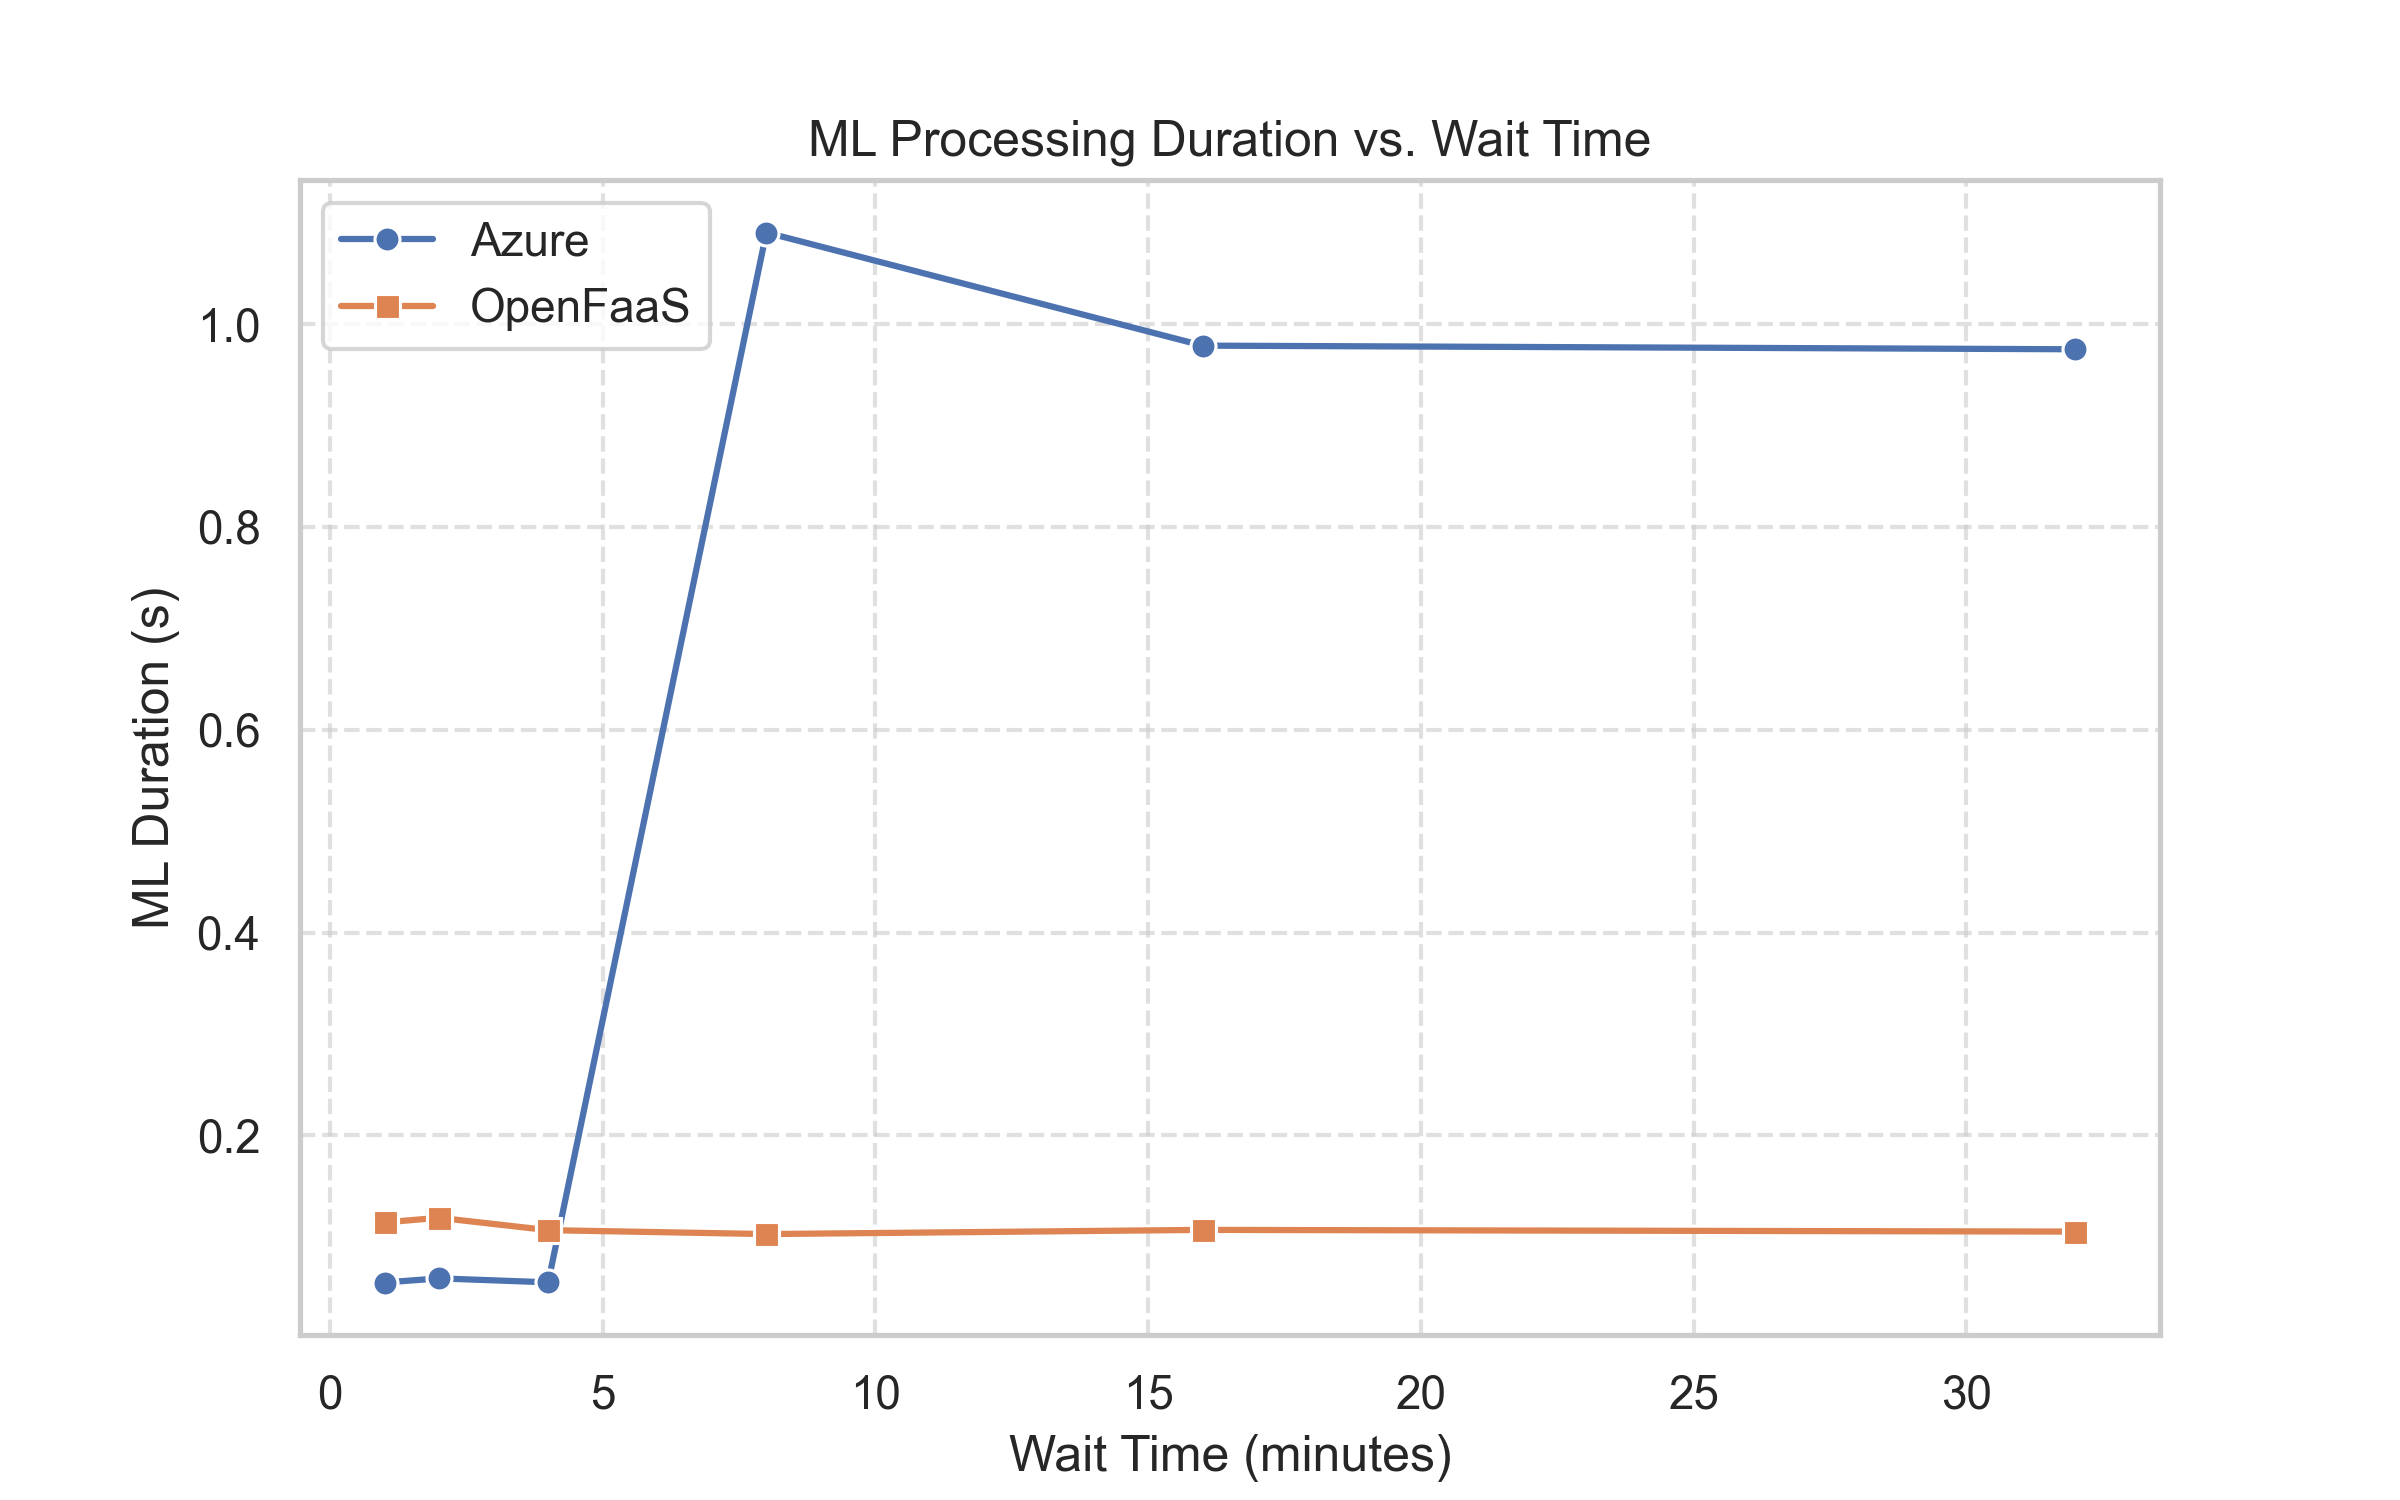 ML Processing Duration vs. Wait Time
Azure
OpenFaaS
1.0
0.8
0.6
0.4
0.2
ML Duration (s)
0 5 10 15 20 25 30
Wait Time (minutes)